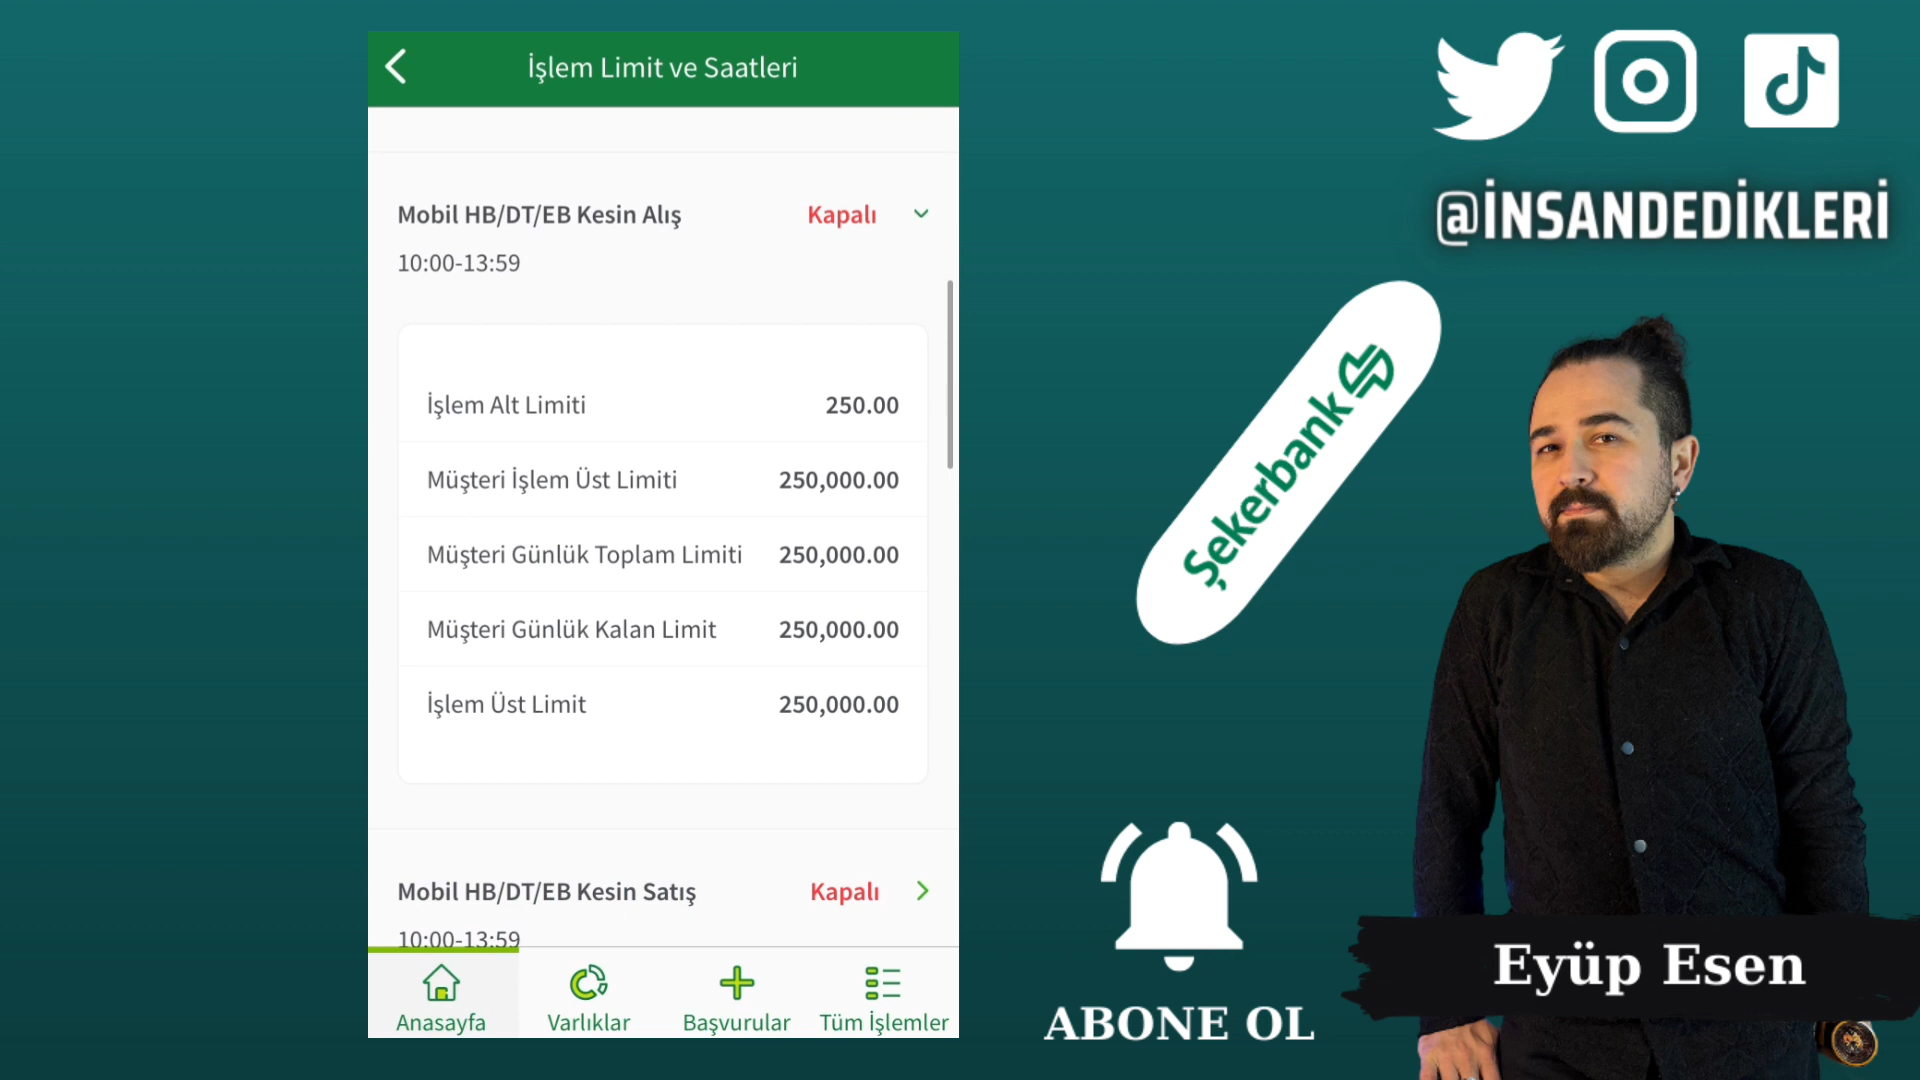 İşlem Limit ve Saatleri
Mobil HB/DT/EB Kesin Alış Kapalı
10:00-13:59
İşlem Alt Limiti 250.00
Müşteri İşlem Üst Limiti 250,000.00
Müşteri Günlük Toplam Limiti 250,000.00
Müşteri Günlük Kalan Limit 250,000.00
İşlem Üst Limit 250,000.00
Mobil HB/DT/EB Kesin Satış Kapalı
10:00-13:59
Anasayfa Varlıklar Başvurular Tüm İşlemler
@İNSANDEDİKLERİ
Şekerbank
ABONE OL
Eyüp Esen